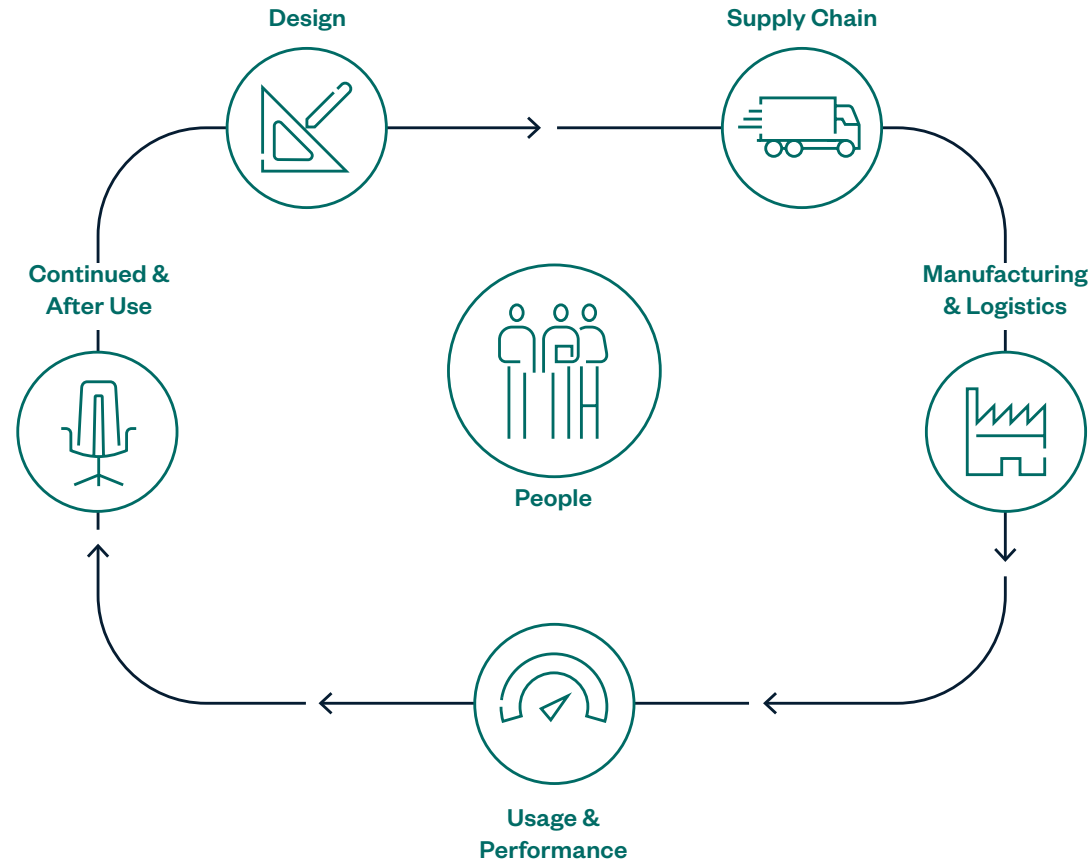 Design
Supply Chain
Continued &
After Use
Manufacturing
& Logistics
People
Usage &
Performance